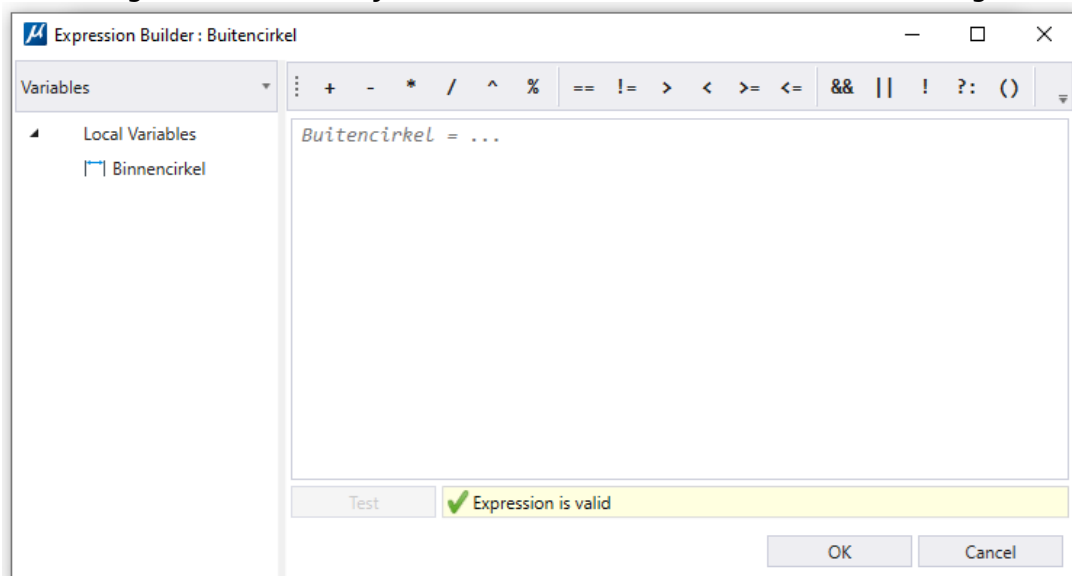 Expression Builder : Buitencirkel
Variables
+ - * / ^ % == != > < >= <= && || ! ?: ()
Local Variables
Binnencirkel
Buitencirkel = ...
Test
Expression is valid
OK
Cancel